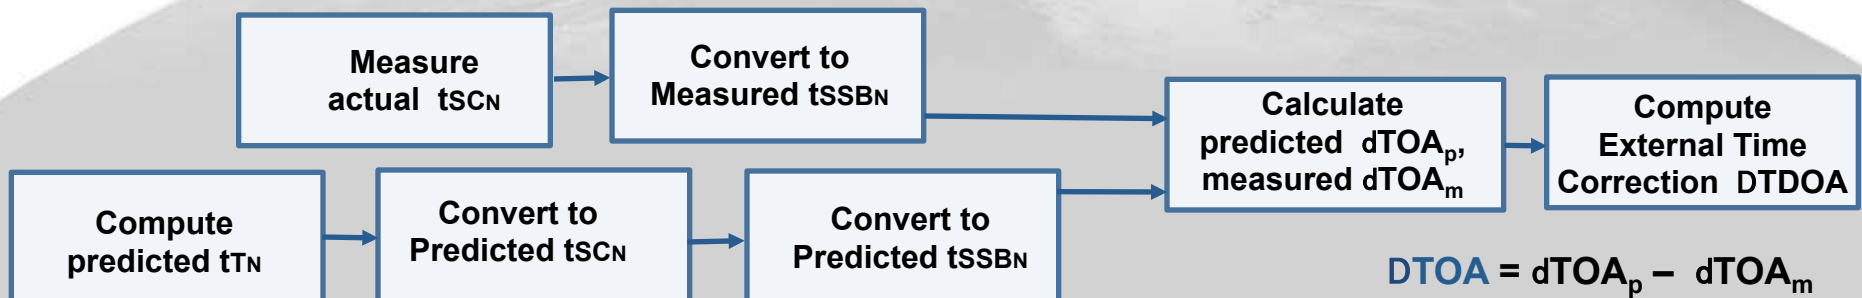 Measure
actual tSCN
Convert to
Measured tSSBN
Compute
predicted tTN
Convert to
Predicted tSCN
Convert to
Predicted tSSBN
Calculate
predicted dTOAp,
measured dTOAm
Compute
External Time
Correction DTDOA
DTOA = dTOAp – dTOAm